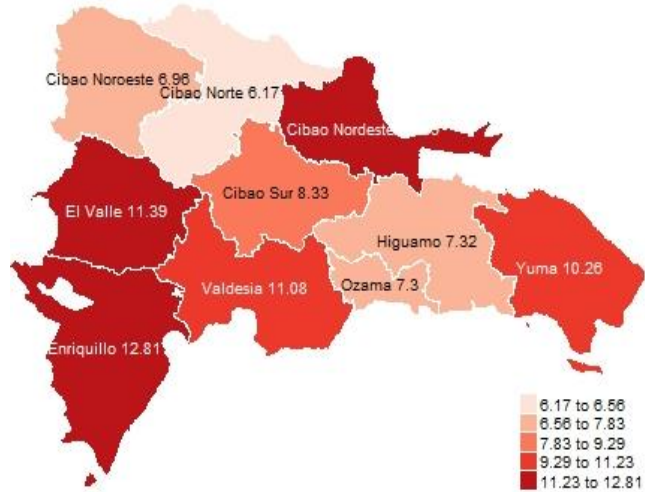 Cibao Noroeste 6.96
Cibao Norte 6.17
Cibao Nordeste
Cibao Sur 8.33
El Valle 11.39
Higuamo 7.32
Yuma 10.26
Valdesia 11.08
Ozama 7.3
Enriquillo 12.81
6.17 to 6.56
6.56 to 7.83
7.83 to 9.29
9.29 to 11.23
11.23 to 12.81